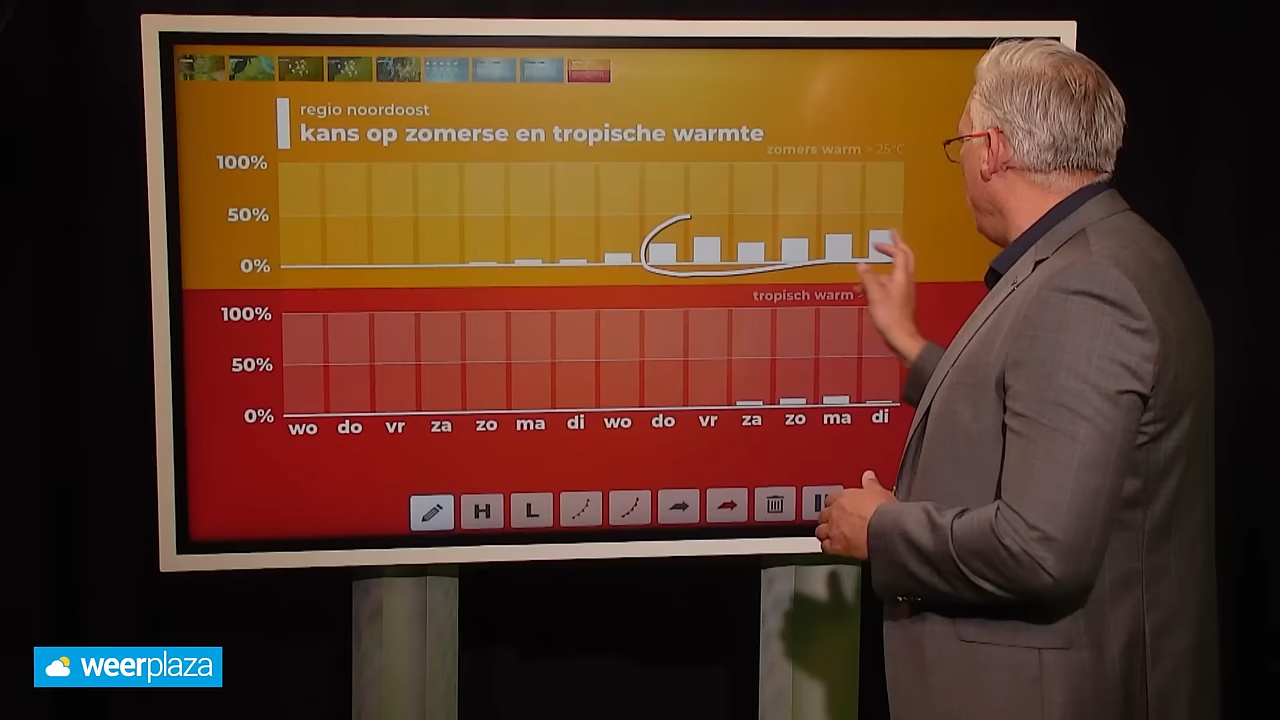 regio noordoost
kans op zomerse en tropische warmte
zomers warm > 25°C
100%
50%
0%
tropisch warm >
100%
50%
0%
wo do vr za zo ma di wo do vr za zo ma di
H L
weerplaza